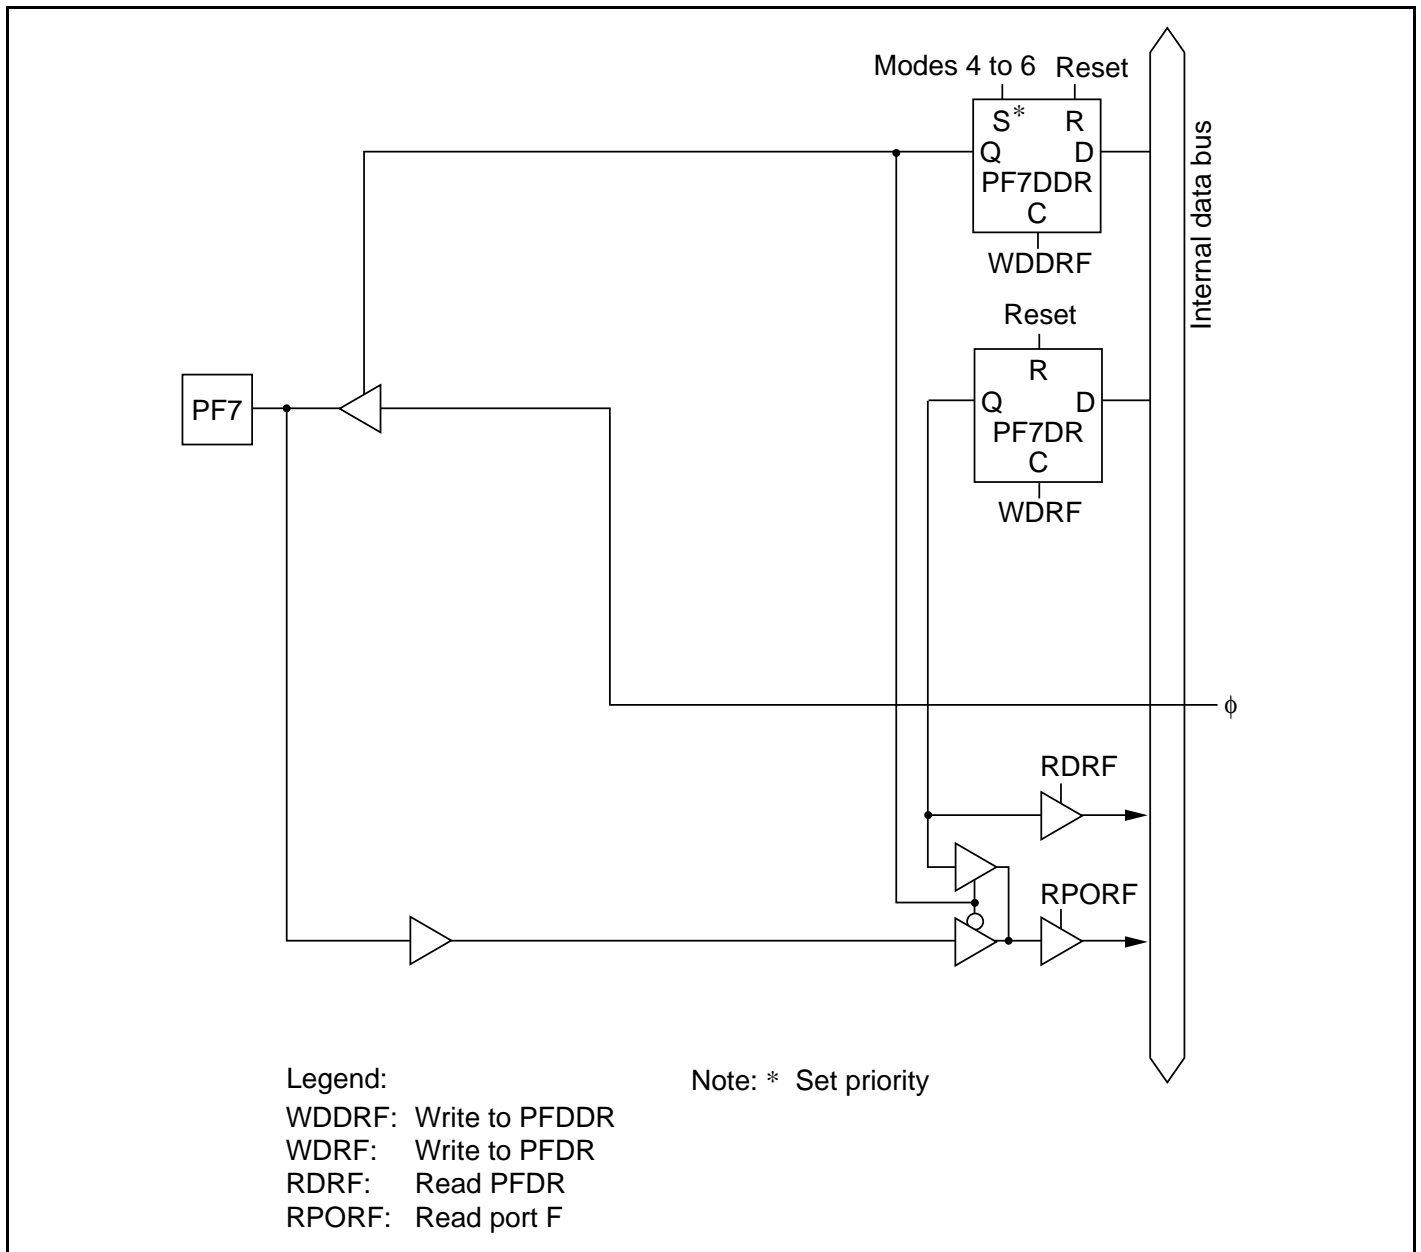 Modes 4 to 6 Reset
S* R
Q D
PF7DDR
C
WDDRF
Internal data bus
Reset
R
PF7
Q D
PF7DR
C
WDRF
ϕ
RDRF
RPORF
Legend:
WDDRF: Write to PFDDR
WDRF: Write to PFDR
RDRF: Read PFDR
RPORF: Read port F
Note: * Set priority